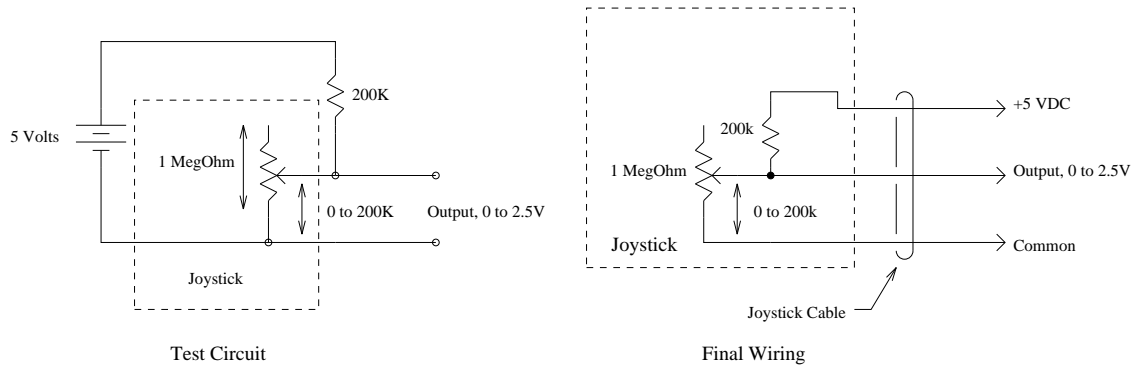 200K
5 Volts
1 MegOhm
0 to 200K
Output, 0 to 2.5V
Joystick
Test Circuit
+5 VDC
200k
1 MegOhm
Output, 0 to 2.5V
0 to 200k
Joystick
Common
Joystick Cable
Final Wiring